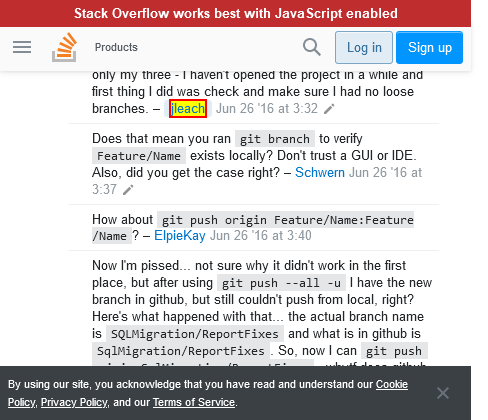 Stack Overflow works best with JavaScript enabled
Products
Log in
Sign up
only my three - I haven't opened the project in a while and
first thing I did was check and make sure I had no loose
branches. – jleach Jun 26 '16 at 3:32
Does that mean you ran git branch to verify
Feature/Name exists locally? Don't trust a GUI or IDE.
Also, did you get the case right? – Schwern Jun 26 '16 at
3:37
How about git push origin Feature/Name:Feature
/Name ? – ElpieKay Jun 26 '16 at 3:40
Now I'm pissed... not sure why it didn't work in the first
place, but after using git push --all -u I have the new
branch in github, but still couldn't push from local, right?
Here's what happened with that... the actual branch name
is SQLMigration/ReportFixes and what is in github is
SqlMigration/ReportFixes . So, now I can git push
By using our site, you acknowledge that you have read and understand our Cookie
Policy, Privacy Policy, and our Terms of Service.